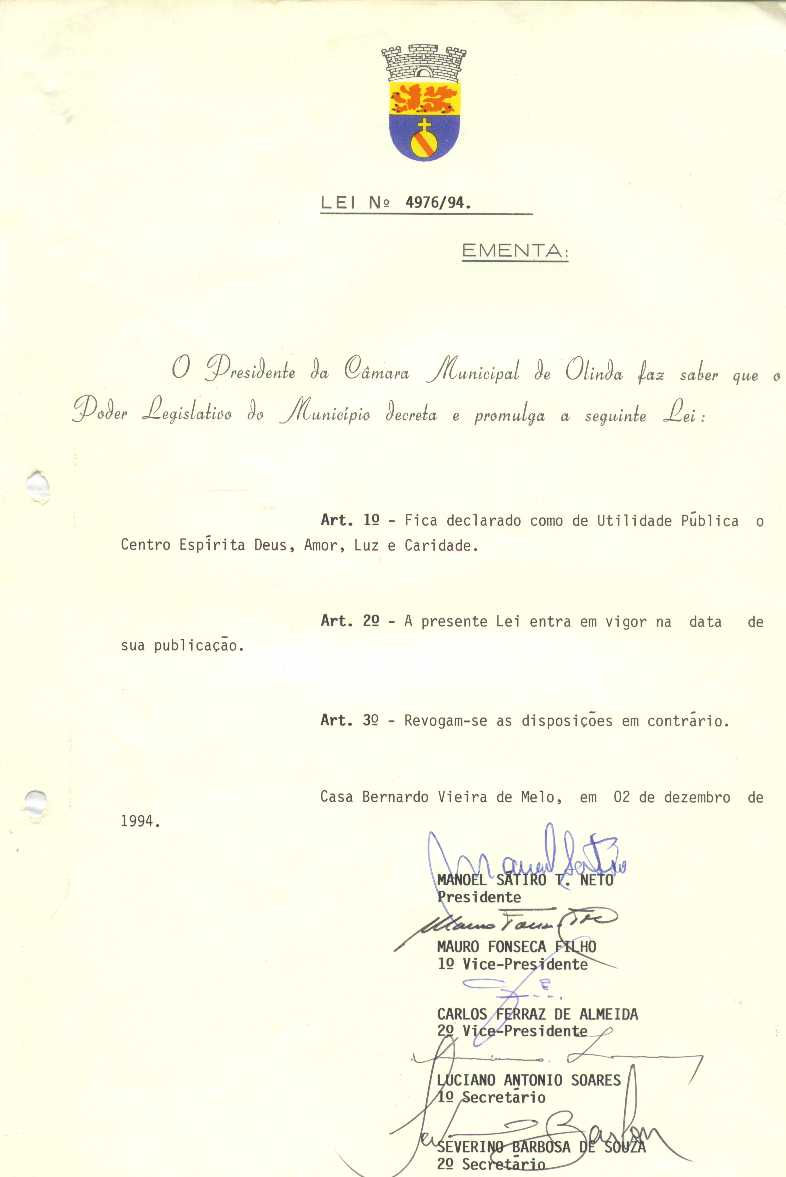 LEI Nº 4976/94.
EMENTA:
O Presidente da Câmara Municipal de Olinda faz saber que o
Poder Legislativo do Município decreta e promulga a seguinte Lei:
Art. 1º - Fica declarado como de Utilidade Pública o
Centro Espírita Deus, Amor, Luz e Caridade.
Art. 2º - A presente Lei entra em vigor na data de
sua publicação.
Art. 3º - Revogam-se as disposições em contrário.
Casa Bernardo Vieira de Melo, em 02 de dezembro de
1994.
Manoel Satiro
MANOEL SÁTIRO T. NETO
Presidente
MAURO FONSECA FILHO
1º Vice-Presidente
CARLOS FERRAZ DE ALMEIDA
2º Vice-Presidente
LUCIANO ANTONIO SOARES
1º Secretário
SEVERINO BARBOSA DE SOUZA
2º Secretário